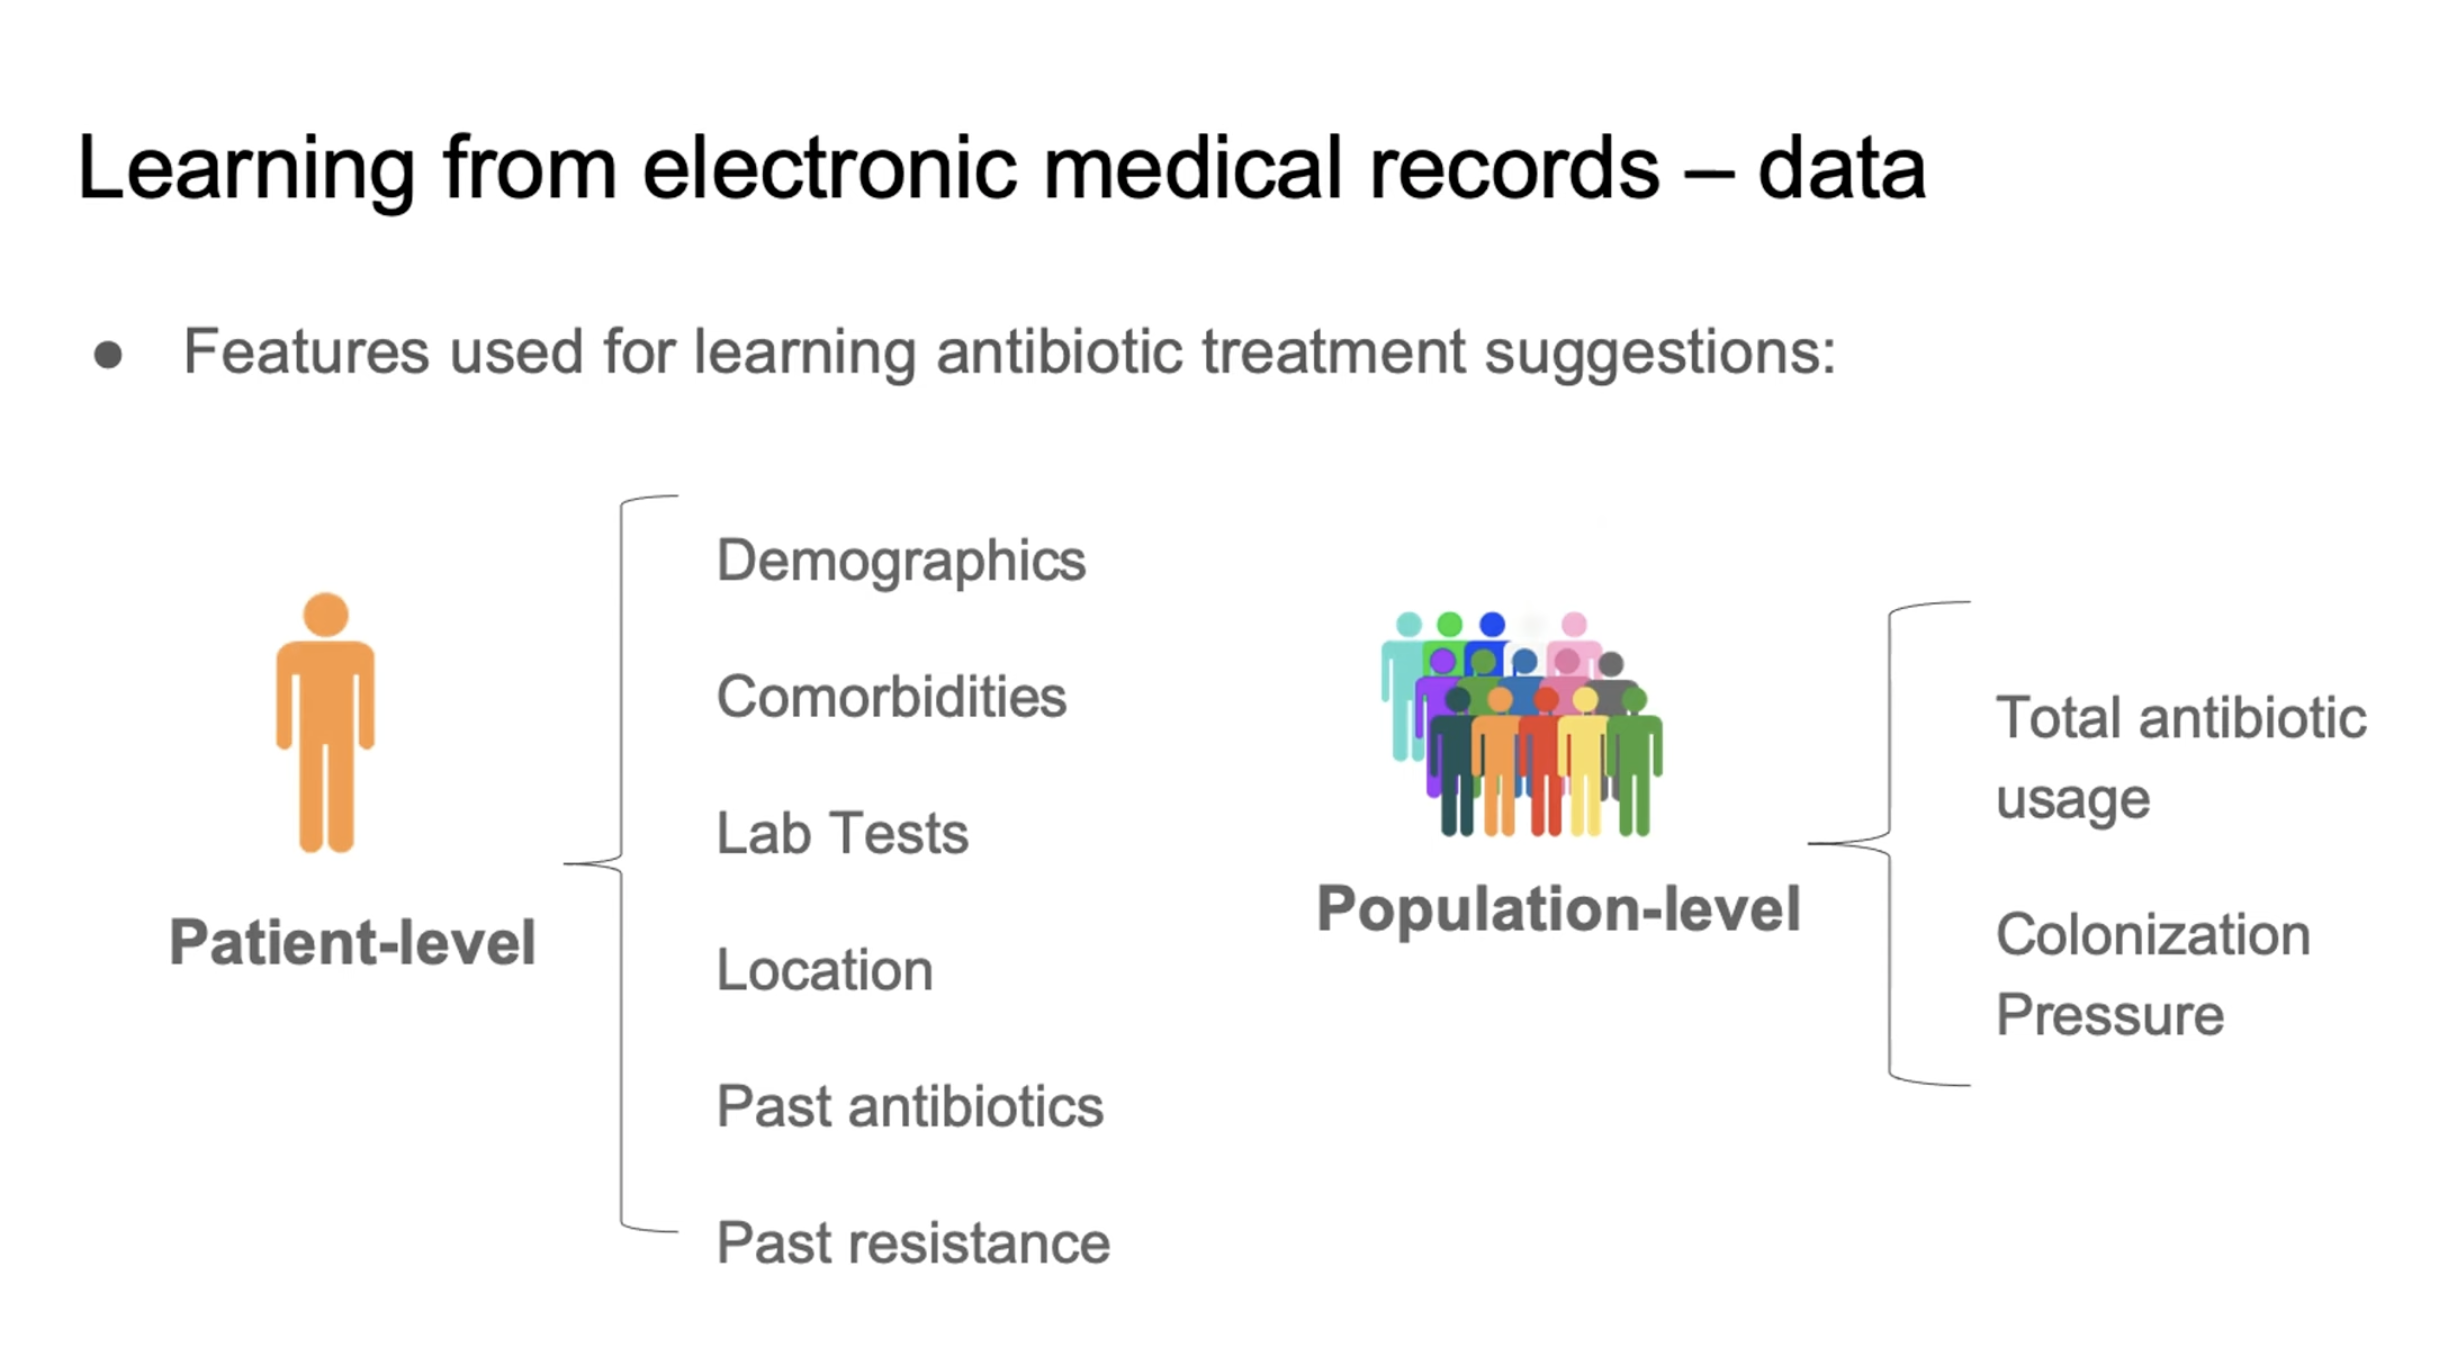 Learning from electronic medical records – data
● Features used for learning antibiotic treatment suggestions:
Patient-level
Demographics
Comorbidities
Lab Tests
Location
Past antibiotics
Past resistance
Population-level
Total antibiotic
usage
Colonization
Pressure